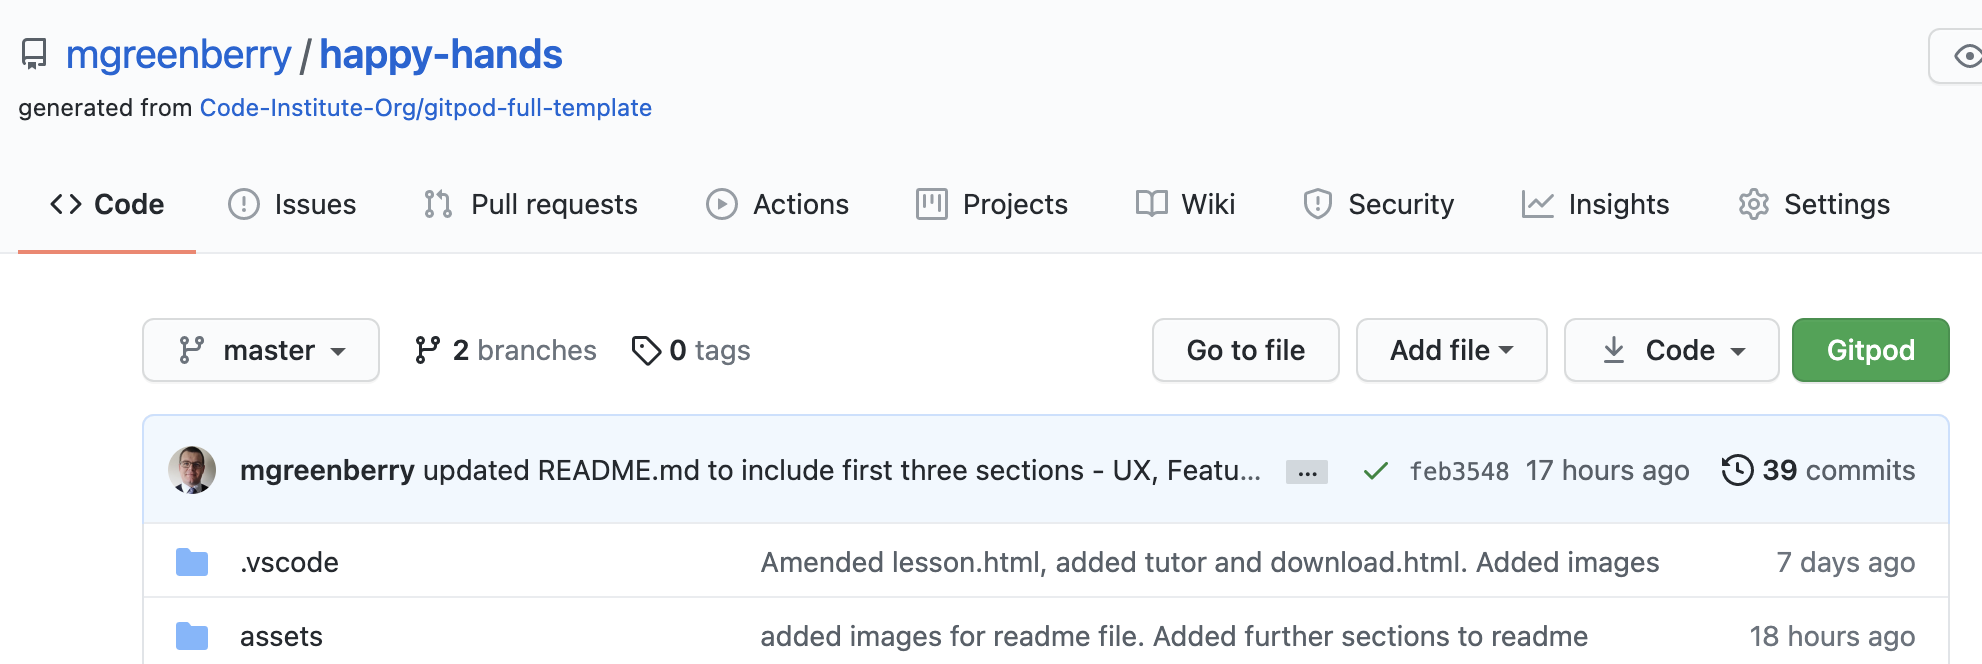 mgreenberry / happy-hands
generated from Code-Institute-Org/gitpod-full-template
Code Issues Pull requests Actions Projects Wiki Security Insights Settings
master 2 branches 0 tags Go to file Add file Code Gitpod
mgreenberry updated README.md to include first three sections - UX, Featu... ... feb3548 17 hours ago 39 commits
.vscode Amended lesson.html, added tutor and download.html. Added images 7 days ago
assets added images for readme file. Added further sections to readme 18 hours ago